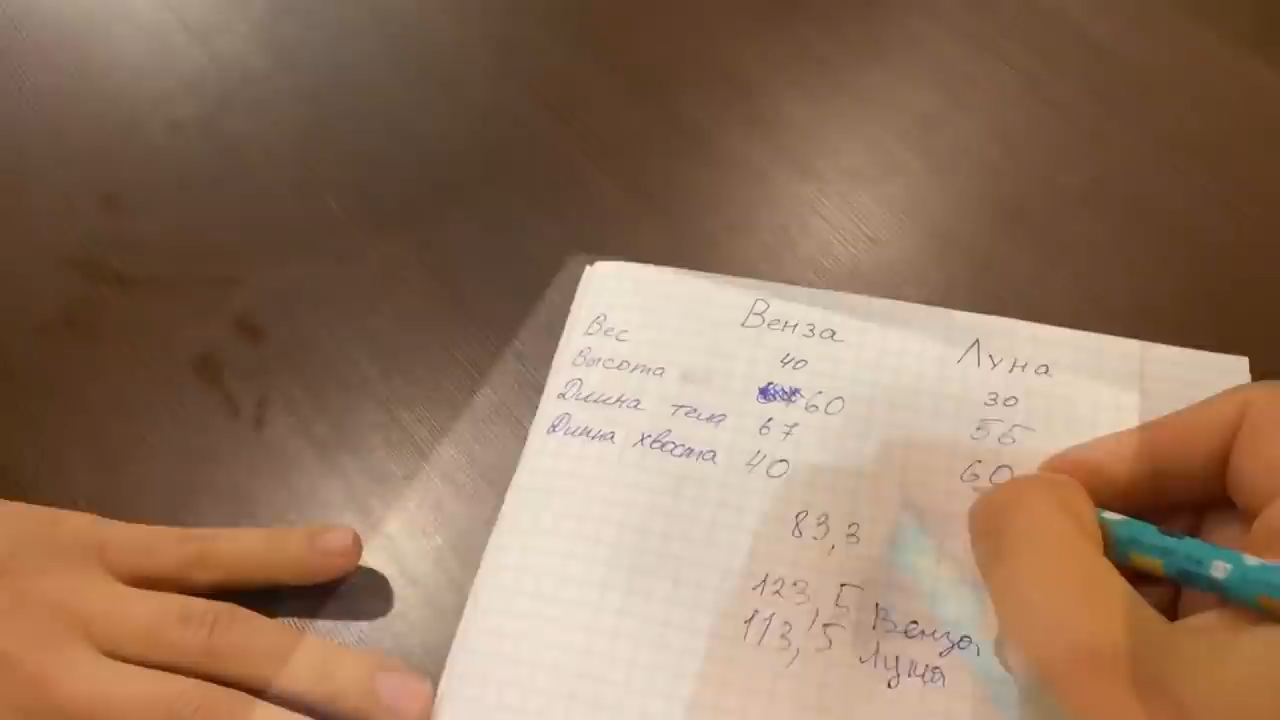 Венза Луна
Вес 40 30
Высота 60 55
Длина тела 67 60
Длина хвоста 40
83,3
123,5 Венза
113,5 Луна